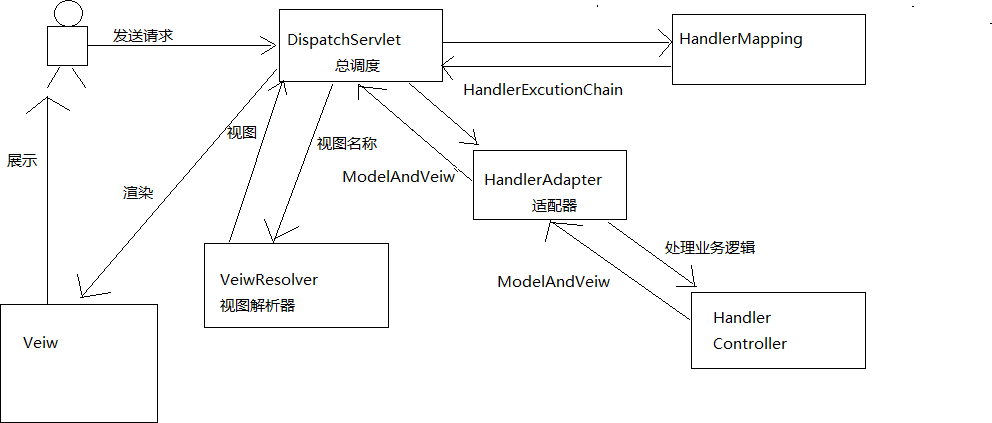 发送请求
DispatchServlet
总调度
HandlerMapping
HandlerExcutionChain
视图
视图名称
展示
ModelAndVeiw
HandlerAdapter
适配器
渲染
处理业务逻辑
VeiwResolver
视图解析器
ModelAndVeiw
Handler
Controller
Veiw